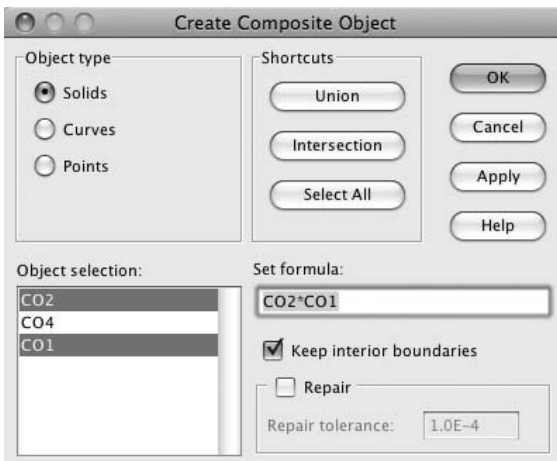 Create Composite Object
Object type
Solids
Curves
Points
Shortcuts
Union
Intersection
Select All
OK
Cancel
Apply
Help
Object selection:
CO2
CO4
CO1
Set formula:
CO2*CO1
Keep interior boundaries
Repair
Repair tolerance: 1.0E-4